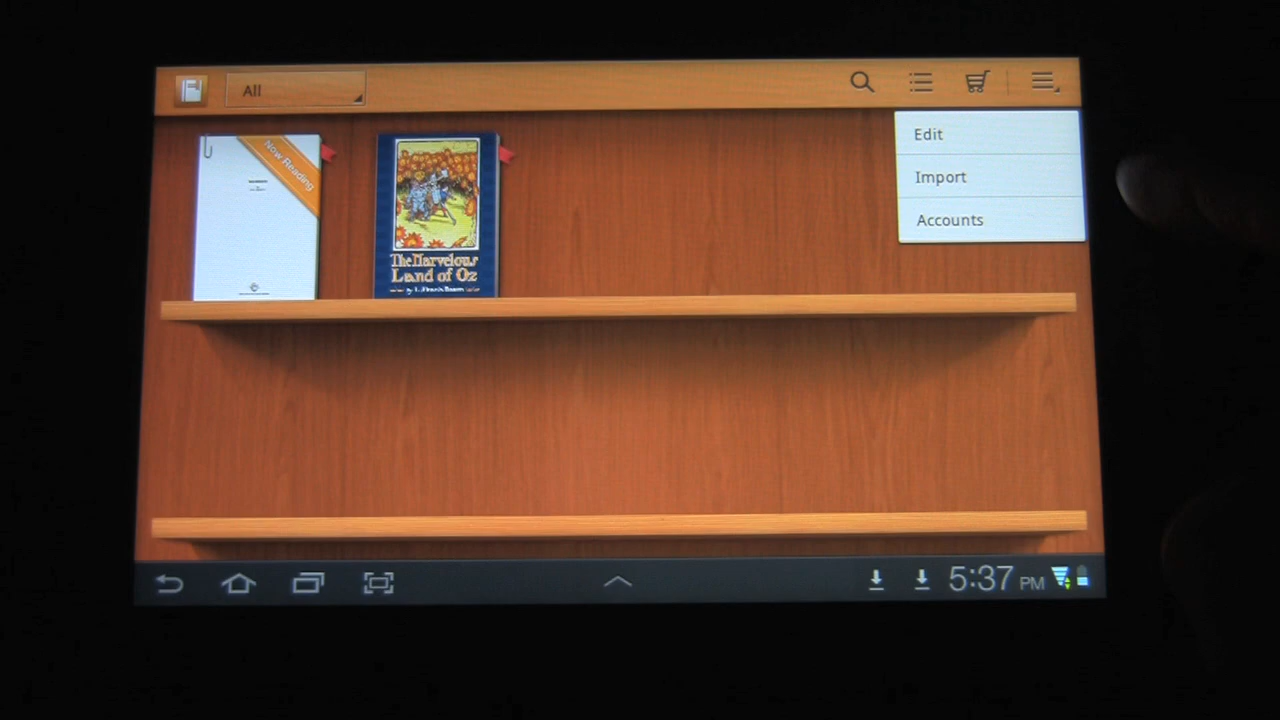 All
Edit
Import
Accounts
Now Reading
The Marvelous
Land of Oz
5:37 PM